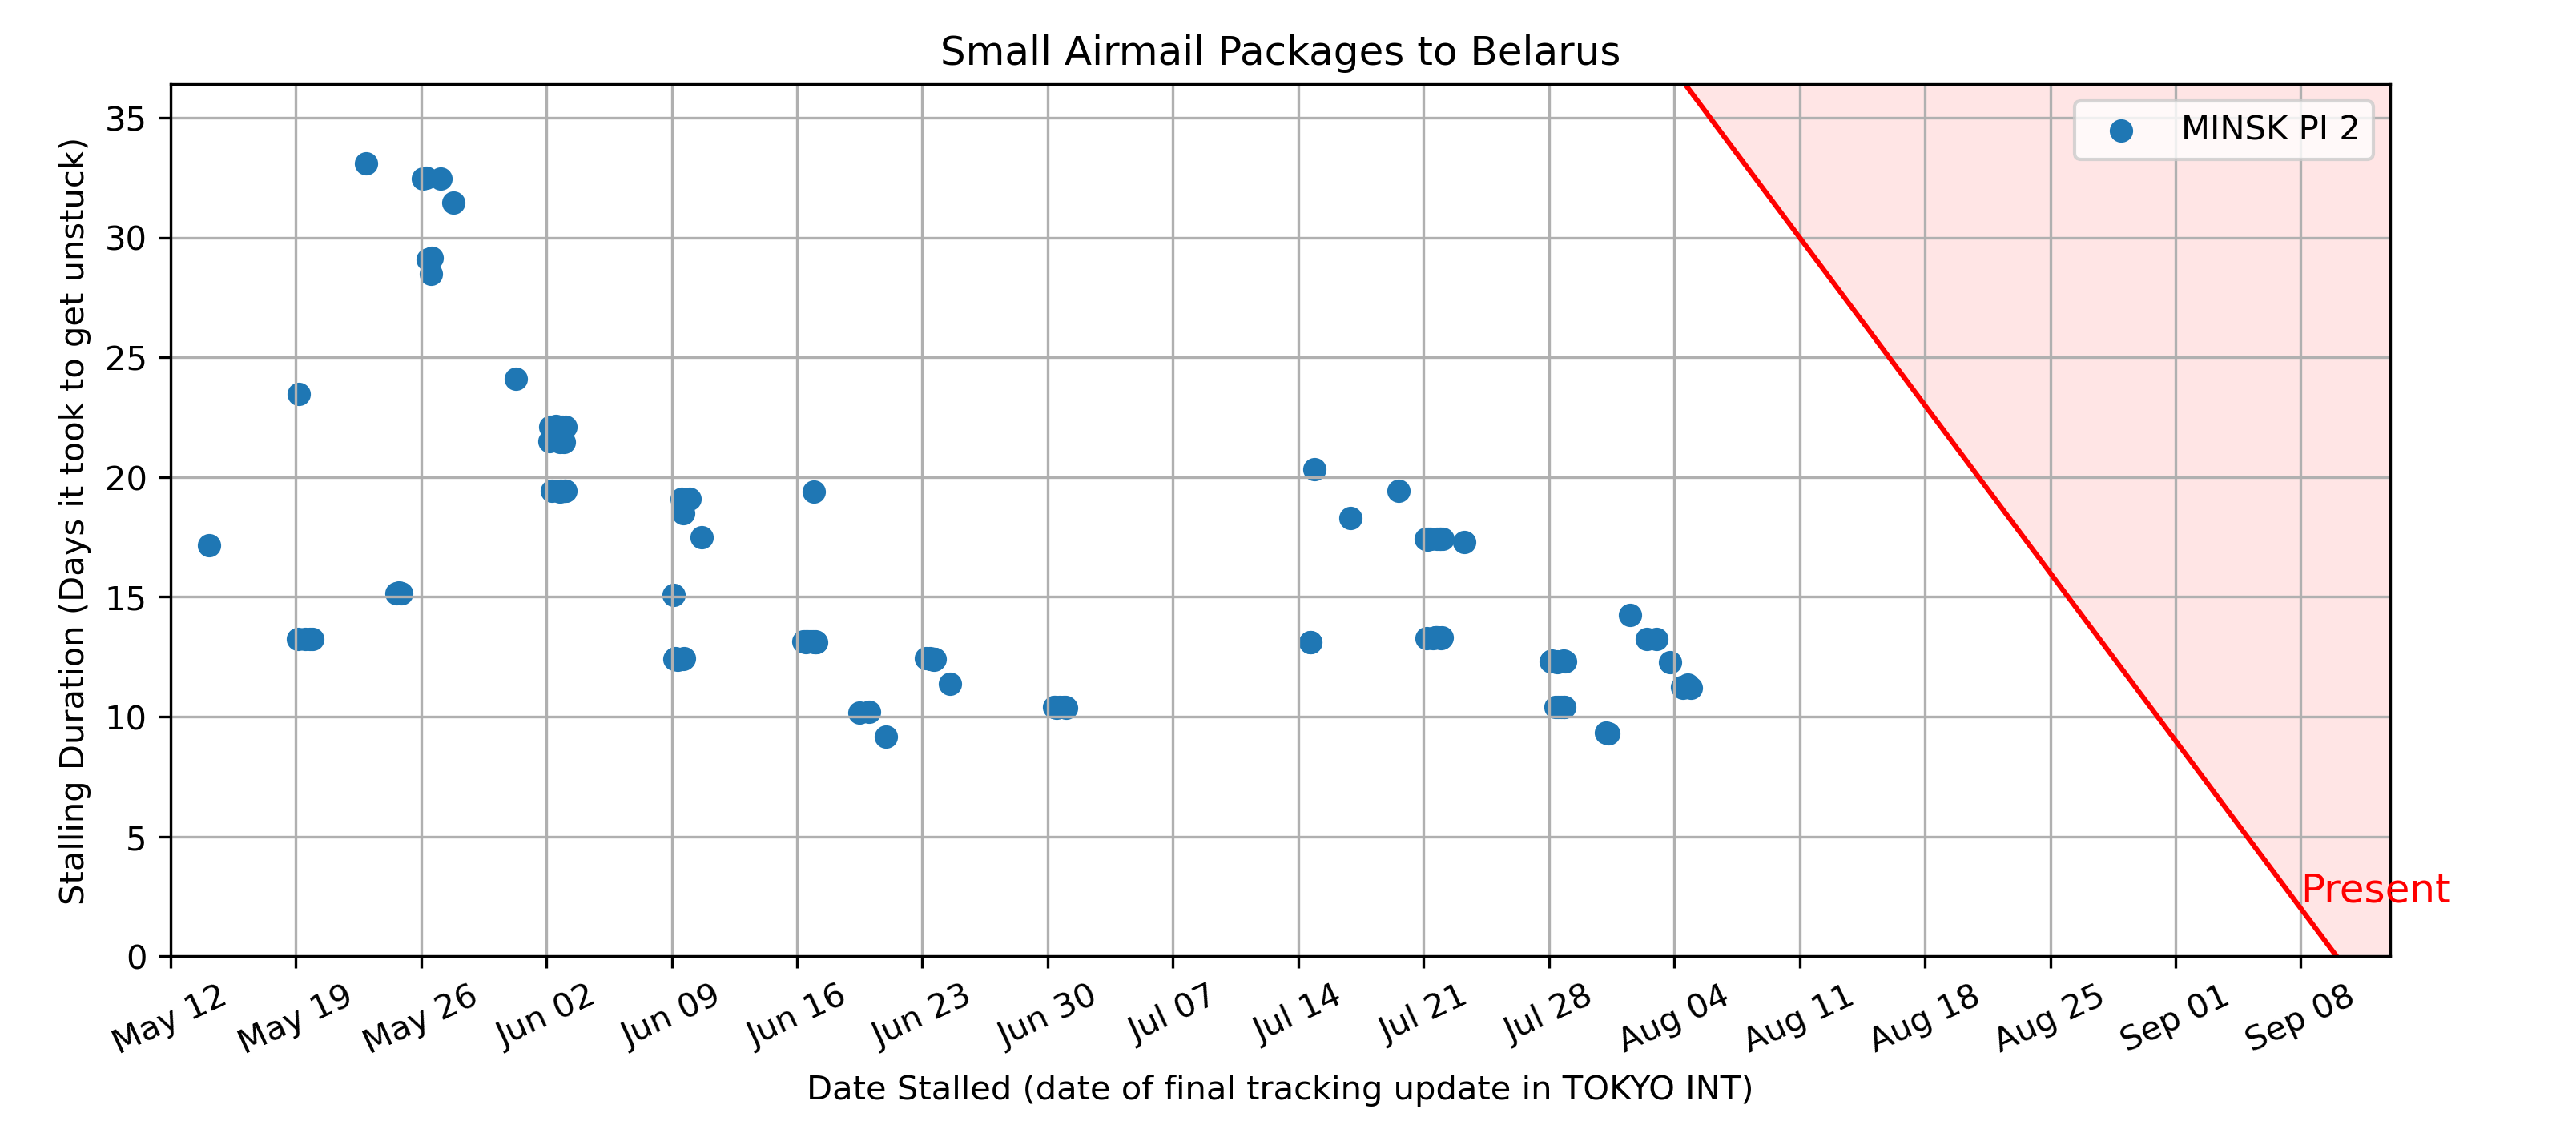 Small Airmail Packages to Belarus
MINSK PI 2
Stalling Duration (Days it took to get unstuck)
35
30
25
20
15
10
5
0
Present
May 12
May 19
May 26
Jun 02
Jun 09
Jun 16
Jun 23
Jun 30
Jul 07
Jul 14
Jul 21
Jul 28
Aug 04
Aug 11
Aug 18
Aug 25
Sep 01
Sep 08
Date Stalled (date of final tracking update in TOKYO INT)